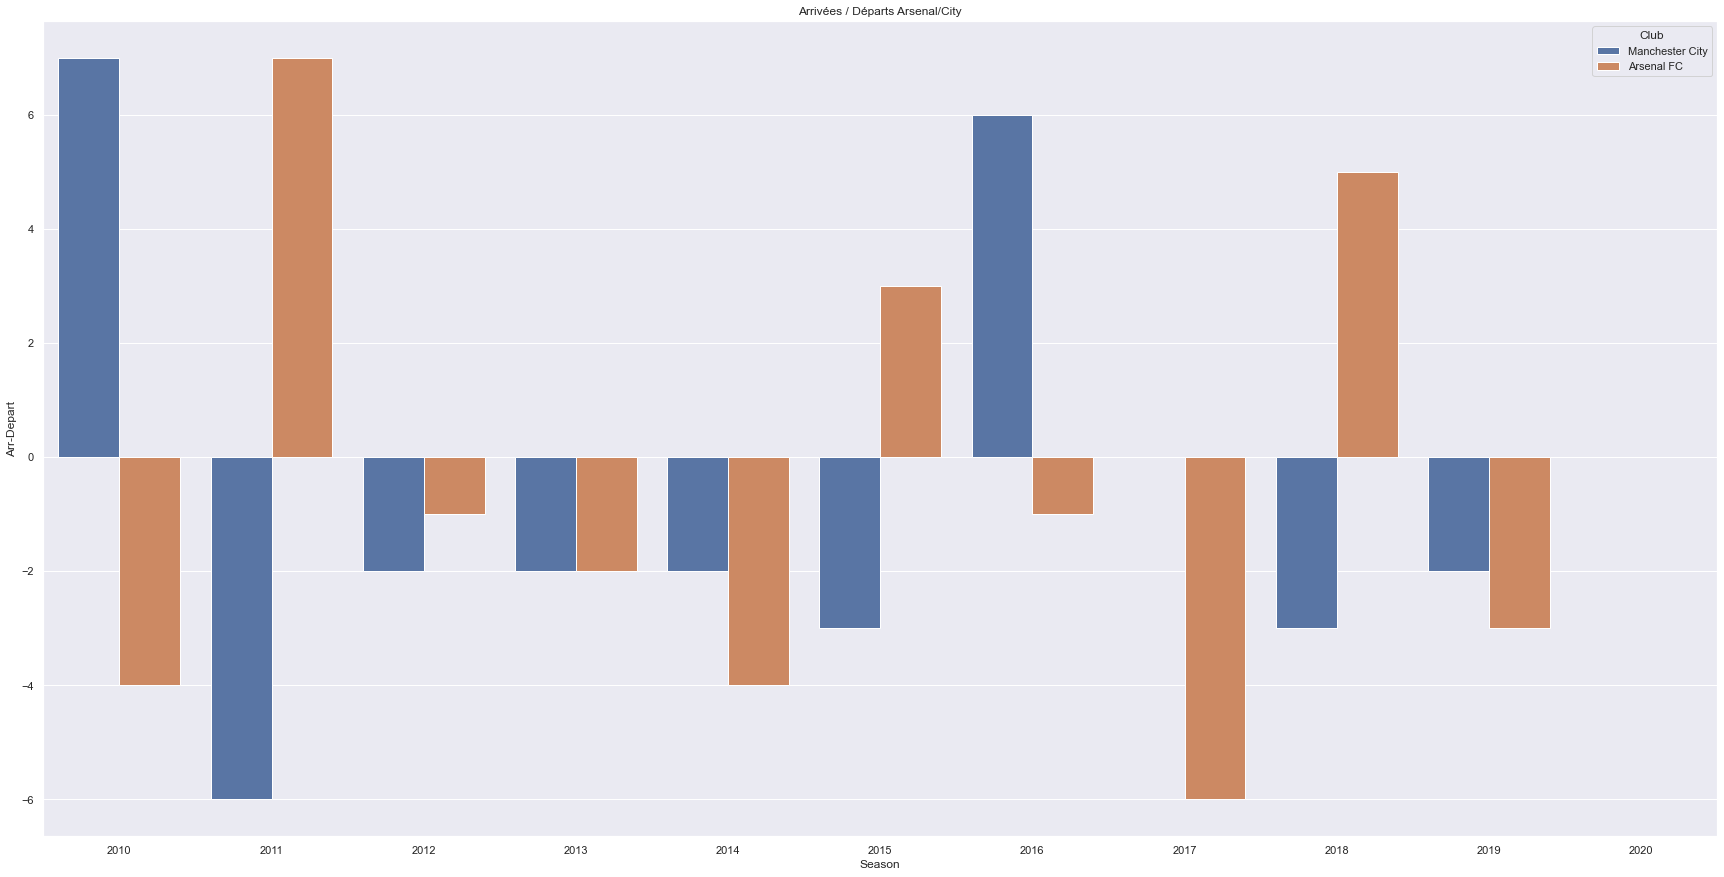 Arrivées / Départs Arsenal/City
Club
Manchester City
Arsenal FC
6
4
2
0
−2
−4
−6
Arr-Depart
2010 2011 2012 2013 2014 2015 2016 2017 2018 2019 2020
Season